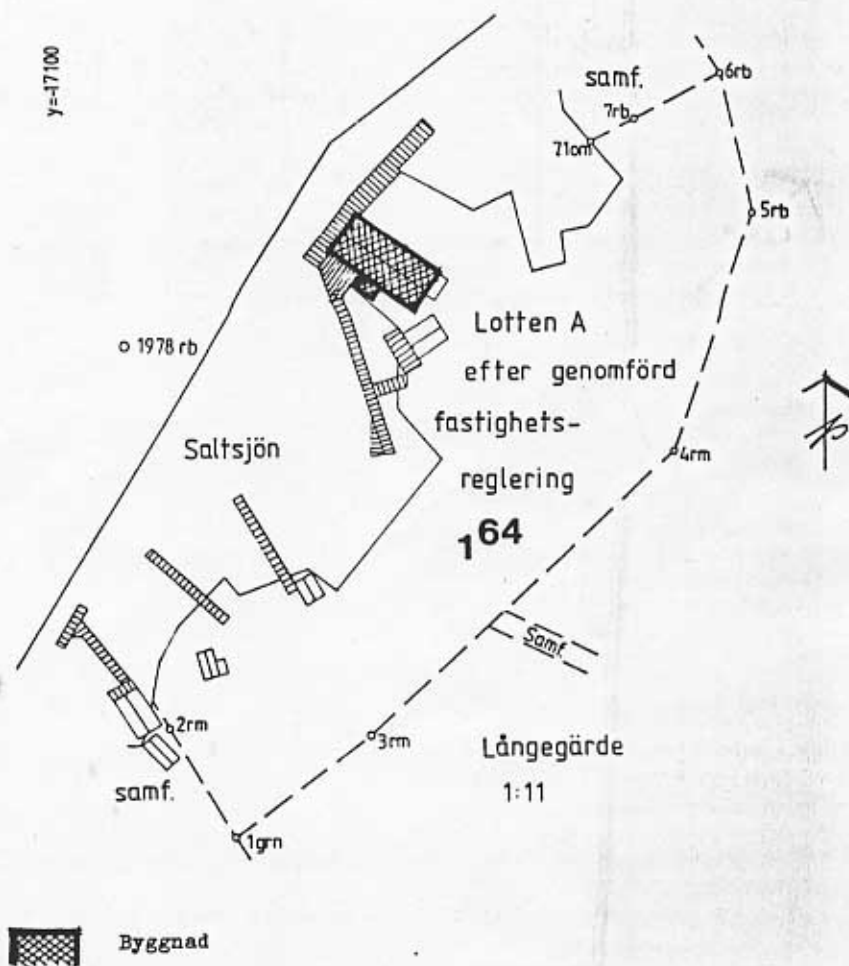 y=-17100
samf.
6rb
7rb
71om
5rb
1978 rb
Lotten A
efter genomförd
fastighets-
reglering
164
Saltsjön
4rm
Samf.
2rm
3rm
Långegärde
1:11
samf.
1grn
Byggnad